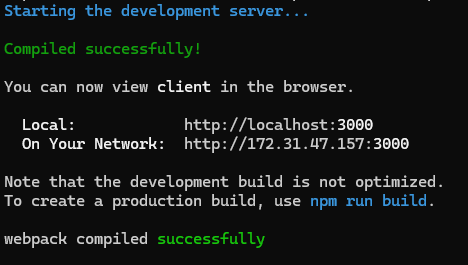 Starting the development server...
Compiled successfully!
You can now view client in the browser.
Local: http://localhost:3000
On Your Network: http://172.31.47.157:3000
Note that the development build is not optimized.
To create a production build, use npm run build.
webpack compiled successfully